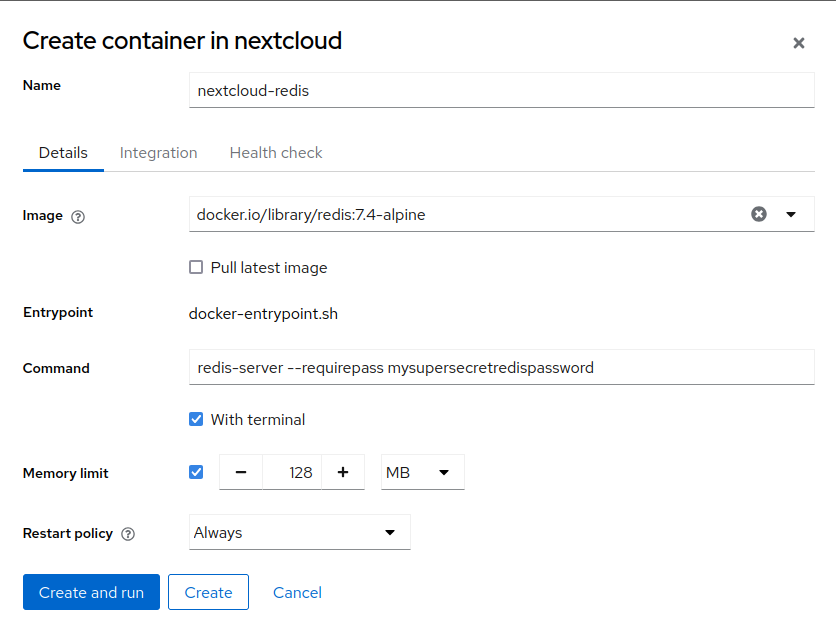 Create container in nextcloud
Name
nextcloud-redis
Details Integration Health check
Image
docker.io/library/redis:7.4-alpine
Pull latest image
Entrypoint
docker-entrypoint.sh
Command
redis-server --requirepass mysupersecretredispassword
With terminal
Memory limit
128
MB
Restart policy
Always
Create and run Create Cancel